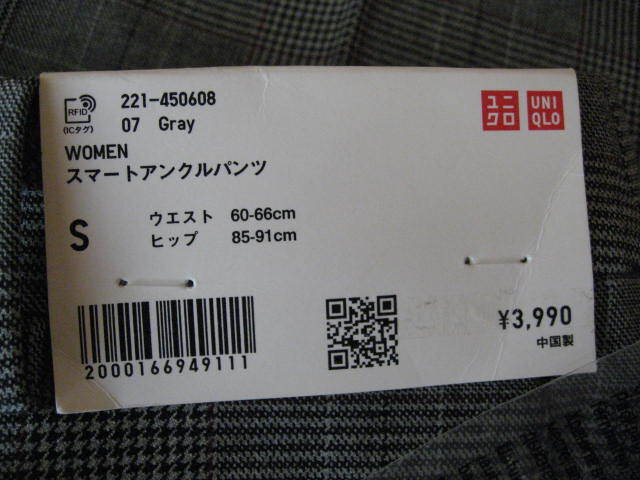 RFID
(ICタグ)
221-450608
07 Gray
ユニ
クロ
UNI
QLO
WOMEN
スマートアンクルパンツ
S
ウエスト 60-66cm
ヒップ 85-91cm
2000166949111
¥3,990
中国製